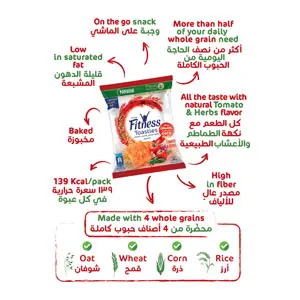 On the go snack
وجبة على الماشي
More than half
of your daily
whole grain need
أكثر من نصف الحاجة
اليومية من
الحبوب الكاملة
Low
in saturated
fat
قليلة الدهون
المشبعة
Nestlé
Fitness
Toasties
All the taste with
natural Tomato
& Herbs flavor
كل الطعم مع
نكهة الطماطم
والأعشاب الطبيعية
Baked
مخبوزة
139 Kcal/pack
١٣٩ سعرة حرارية
في كل عبوة
High
in fiber
مصدر عال
للألياف
Made with 4 whole grains
محضّرة من 4 أصناف حبوب كاملة
Oat
شوفان
Wheat
قمح
Corn
ذرة
Rice
أرز